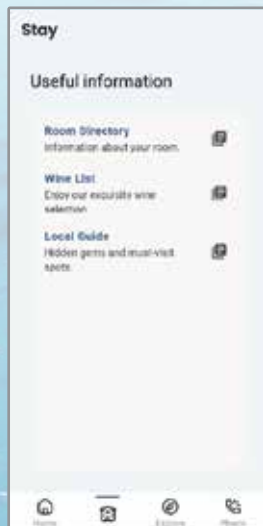 Stay
Useful information
Room Directory
Information about your room.
Wine List
Enjoy our exquisite wine
selection
Local Guide
Hidden gems and must-visit
spots.
Home
Explore